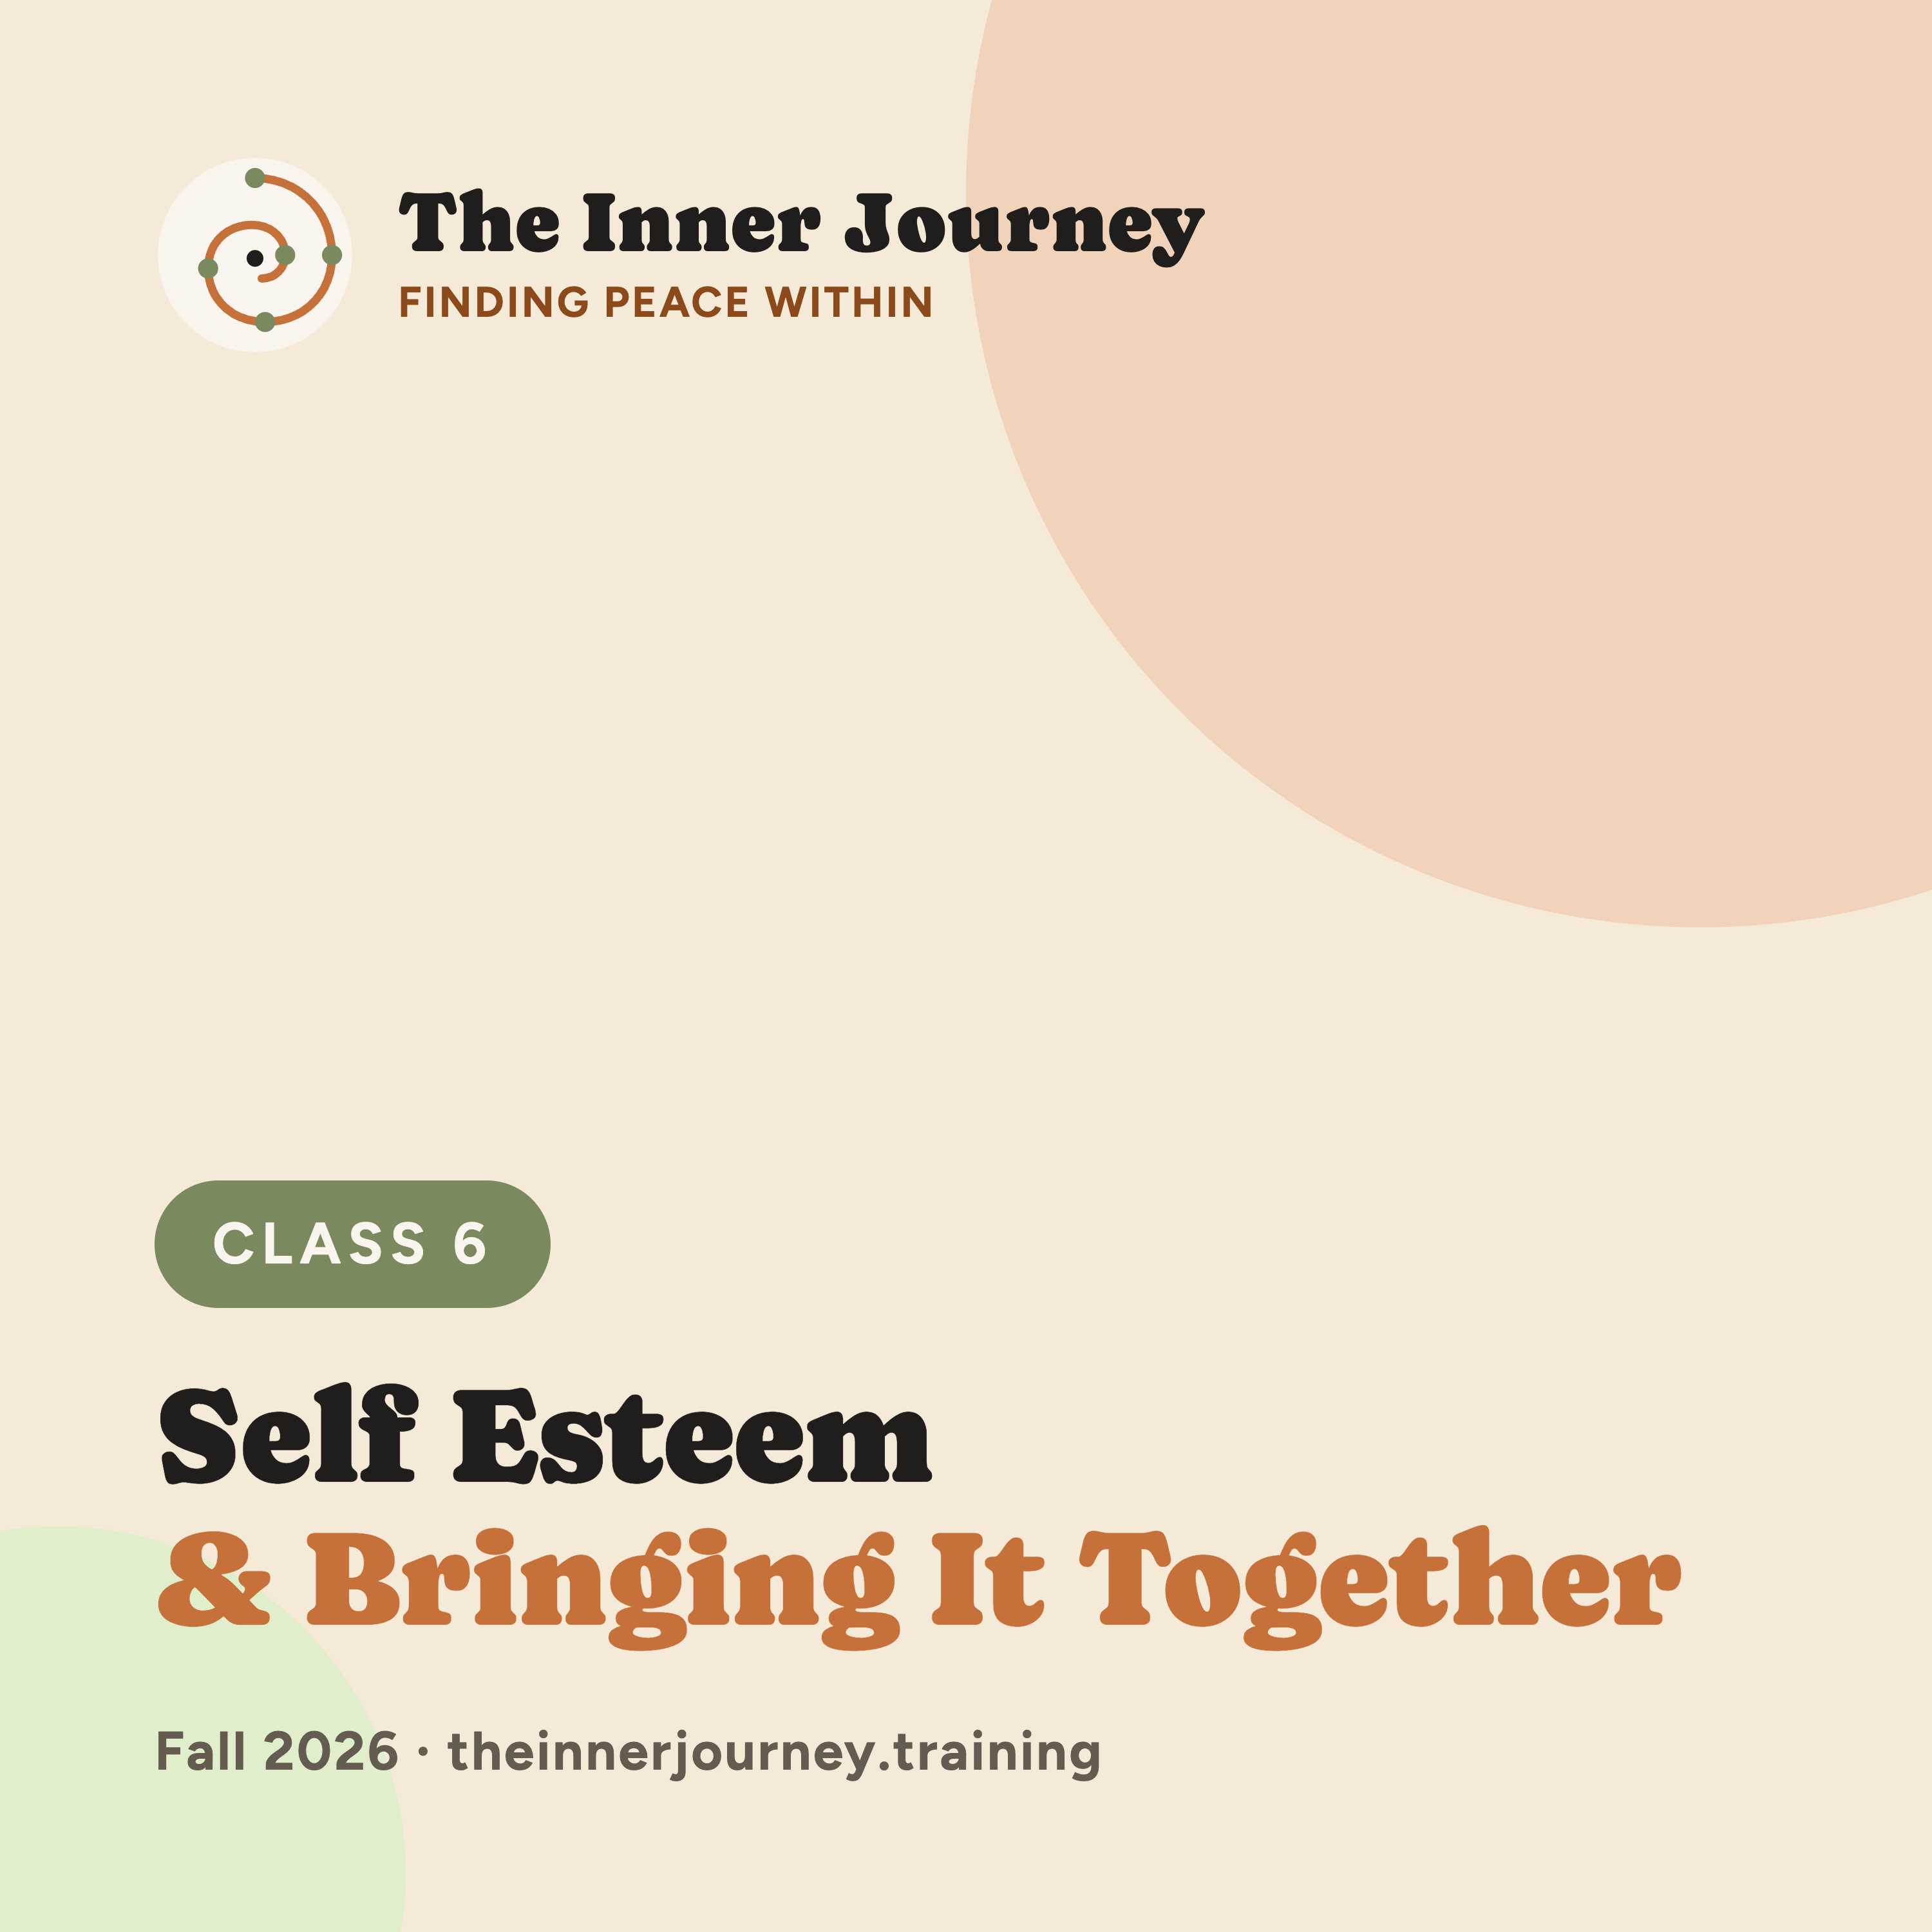 The Inner Journey
FINDING PEACE WITHIN
CLASS 6
Self Esteem
& Bringing It Together
Fall 2026 · theinnerjourney.training